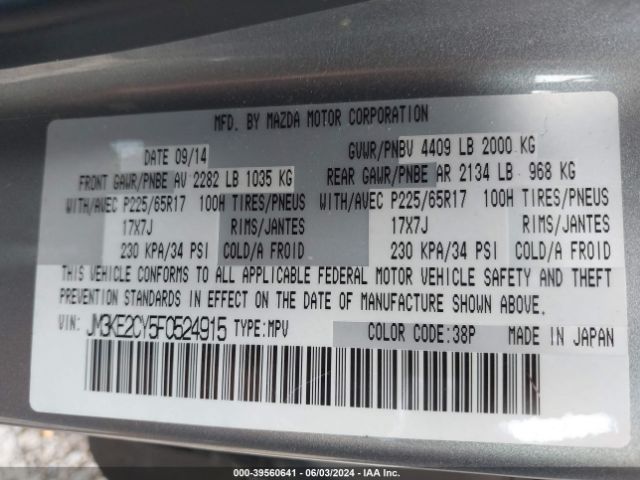 MFD. BY MAZDA MOTOR CORPORATION
DATE 09/14 GVWR/PNBV 4409 LB 2000 KG
FRONT GAWR/PNBE AV 2282 LB 1035 KG REAR GAWR/PNBE AR 2134 LB 968 KG
WITH/AVEC P225/65R17 100H TIRES/PNEUS WITH/AVEC P225/65R17 100H TIRES/PNEUS
17X7J RIMS/JANTES 17X7J RIMS/JANTES
230 KPA/34 PSI COLD/A FROID 230 KPA/34 PSI COLD/A FROID
THIS VEHICLE CONFORMS TO ALL APPLICABLE FEDERAL MOTOR VEHICLE SAFETY AND THEFT
PREVENTION STANDARDS IN EFFECT ON THE DATE OF MANUFACTURE SHOWN ABOVE.
VIN: JM3KE2CY5F0524915 TYPE:MPV COLOR CODE:38P MADE IN JAPAN
000-39560641 - 06/03/2024 - IAA Inc.